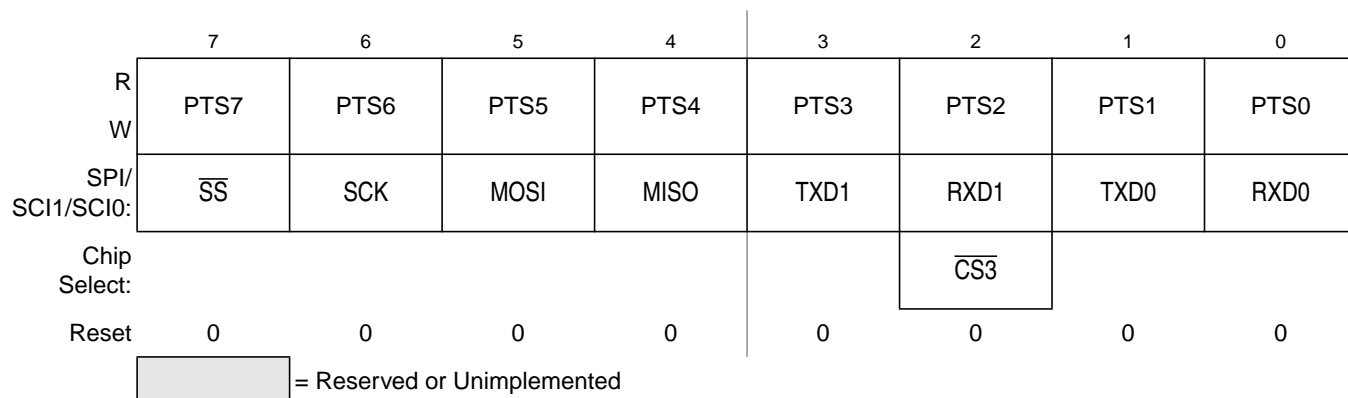 7 6 5 4 3 2 1 0
R
W
PTS7 PTS6 PTS5 PTS4 PTS3 PTS2 PTS1 PTS0
SPI/
SCI1/SCI0:
S̅S̅ SCK MOSI MISO TXD1 RXD1 TXD0 RXD0
Chip
Select:
C̅S̅3̅
Reset 0 0 0 0 0 0 0 0
= Reserved or Unimplemented